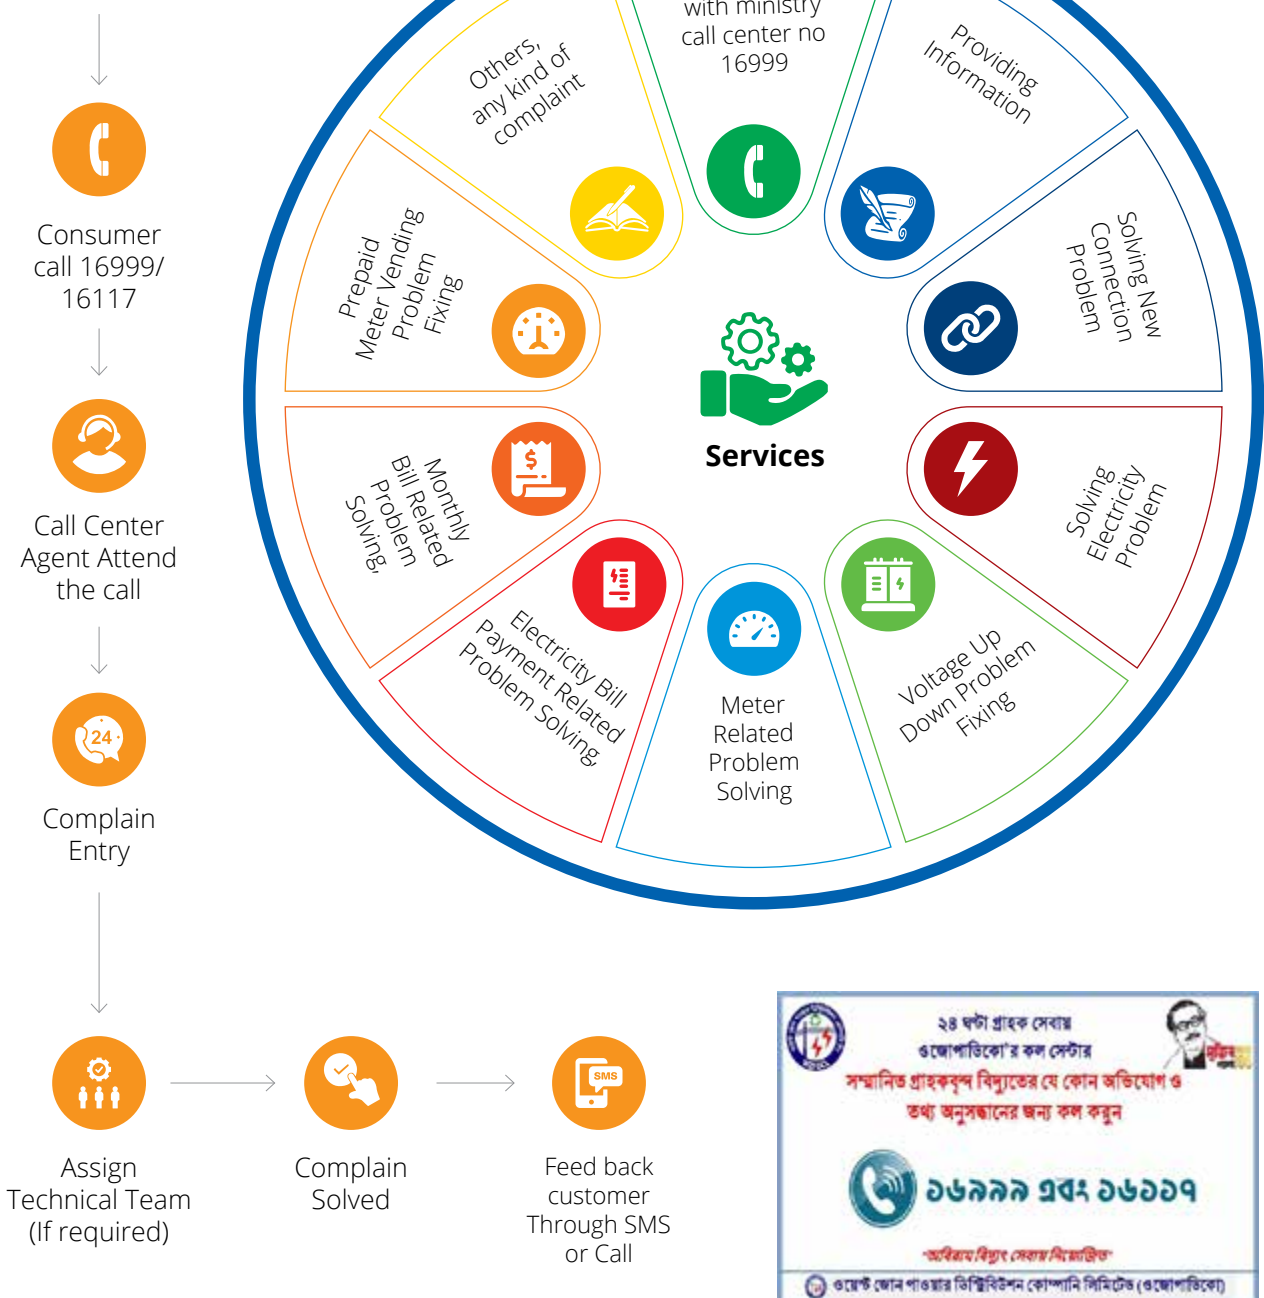 Consumer
call 16999/
16117
Call Center
Agent Attend
the call
Complain
Entry
24
Assign
Technical Team
(If required)
Complain
Solved
SMS
Feed back
customer
Through SMS
or Call
with ministry
call center no
16999
Providing
Information
Solving New
Connection
Problem
Solving
Electricity
Problem
Voltage Up
Down Problem
Fixing
Meter
Related
Problem
Solving
Electricity Bill
Payment Related
Problem Solving,
Monthly
Bill Related
Problem
Solving,
Prepaid
Meter Vending
Problem
Fixing
Others,
any kind of
complaint
Services
২৪ ঘন্টা গ্রাহক সেবায়
ওজোপাডিকো'র কল সেন্টার
সম্মানিত গ্রাহকবৃন্দ বিদ্যুতের যে কোন অভিযোগ ও
তথ্য অনুসন্ধানের জন্য কল করুন
১৬৯৯৯ এবং ১৬১১৭
"অবিরাম বিদ্যুৎ সেবায় নিয়োজিত"
ওয়েস্ট জোন পাওয়ার ডিস্ট্রিবিউশন কোম্পানি লিমিটেড (ওজোপাডিকো)